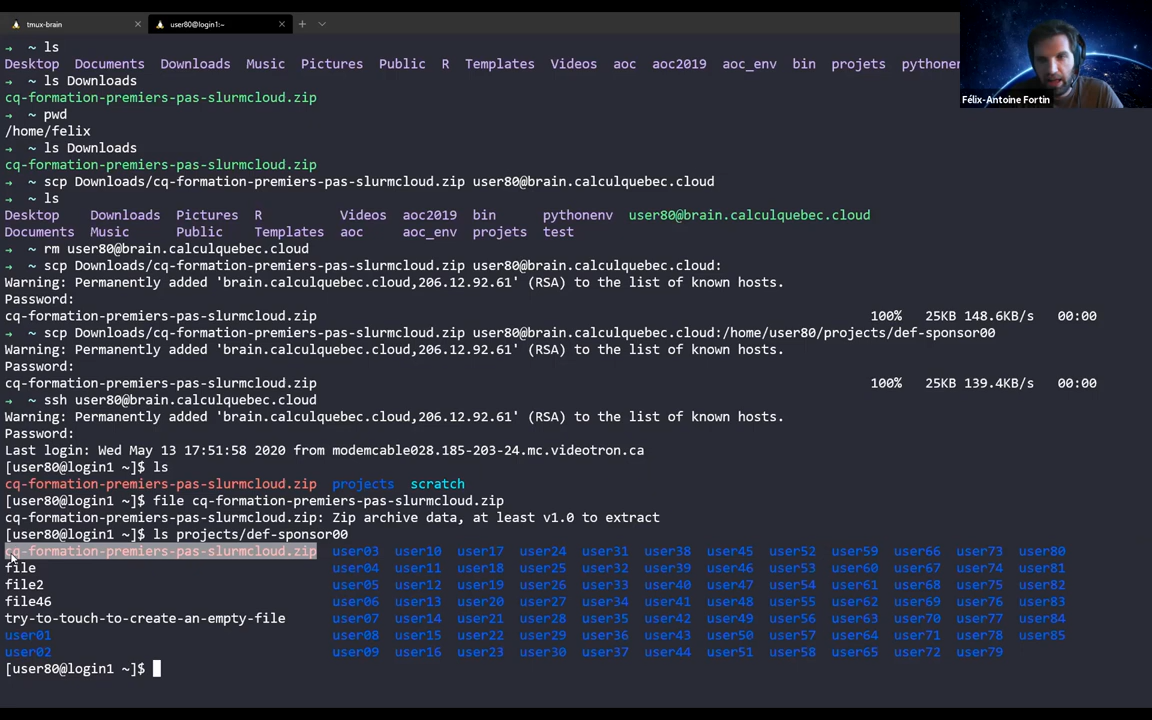 tmux-brain × user80@login1:~ × + ∨
→ ~ ls
Desktop Documents Downloads Music Pictures Public R Templates Videos aoc aoc2019 aoc_env bin projets pythonen
→ ~ ls Downloads
cq-formation-premiers-pas-slurmcloud.zip
→ ~ pwd
Félix-Antoine Fortin
/home/felix
→ ~ ls Downloads
cq-formation-premiers-pas-slurmcloud.zip
→ ~ scp Downloads/cq-formation-premiers-pas-slurmcloud.zip user80@brain.calculquebec.cloud
→ ~ ls
Desktop Downloads Pictures R Videos aoc2019 bin pythonenv user80@brain.calculquebec.cloud
Documents Music Public Templates aoc aoc_env projets test
→ ~ rm user80@brain.calculquebec.cloud
→ ~ scp Downloads/cq-formation-premiers-pas-slurmcloud.zip user80@brain.calculquebec.cloud:
Warning: Permanently added 'brain.calculquebec.cloud,206.12.92.61' (RSA) to the list of known hosts.
Password:
cq-formation-premiers-pas-slurmcloud.zip 100% 25KB 148.6KB/s 00:00
→ ~ scp Downloads/cq-formation-premiers-pas-slurmcloud.zip user80@brain.calculquebec.cloud:/home/user80/projects/def-sponsor00
Warning: Permanently added 'brain.calculquebec.cloud,206.12.92.61' (RSA) to the list of known hosts.
Password:
cq-formation-premiers-pas-slurmcloud.zip 100% 25KB 139.4KB/s 00:00
→ ~ ssh user80@brain.calculquebec.cloud
Warning: Permanently added 'brain.calculquebec.cloud,206.12.92.61' (RSA) to the list of known hosts.
Password:
Last login: Wed May 13 17:51:58 2020 from modemcable028.185-203-24.mc.videotron.ca
[user80@login1 ~]$ ls
cq-formation-premiers-pas-slurmcloud.zip projects scratch
[user80@login1 ~]$ file cq-formation-premiers-pas-slurmcloud.zip
cq-formation-premiers-pas-slurmcloud.zip: Zip archive data, at least v1.0 to extract
[user80@login1 ~]$ ls projects/def-sponsor00
cq-formation-premiers-pas-slurmcloud.zip user03 user10 user17 user24 user31 user38 user45 user52 user59 user66 user73 user80
file user04 user11 user18 user25 user32 user39 user46 user53 user60 user67 user74 user81
file2 user05 user12 user19 user26 user33 user40 user47 user54 user61 user68 user75 user82
file46 user06 user13 user20 user27 user34 user41 user48 user55 user62 user69 user76 user83
try-to-touch-to-create-an-empty-file user07 user14 user21 user28 user35 user42 user49 user56 user63 user70 user77 user84
user01 user08 user15 user22 user29 user36 user43 user50 user57 user64 user71 user78 user85
user02 user09 user16 user23 user30 user37 user44 user51 user58 user65 user72 user79
[user80@login1 ~]$